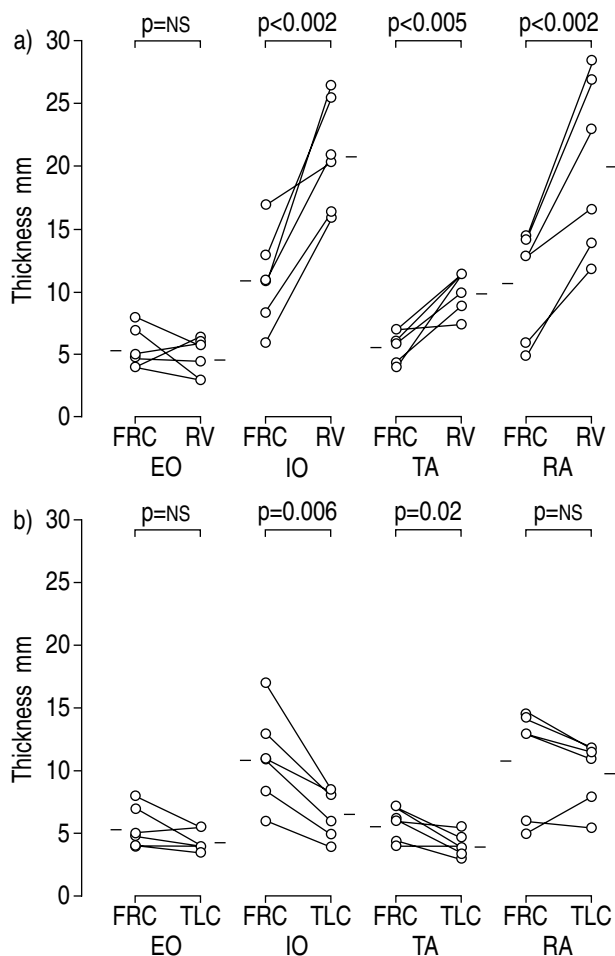 a)
p=NS p<0.002 p<0.005 p<0.002
Thickness mm
30
25
20
15
10
5
0
FRC RV FRC RV FRC RV FRC RV
EO IO TA RA
b)
p=NS p=0.006 p=0.02 p=NS
Thickness mm
30
25
20
15
10
5
0
FRC TLC FRC TLC FRC TLC FRC TLC
EO IO TA RA